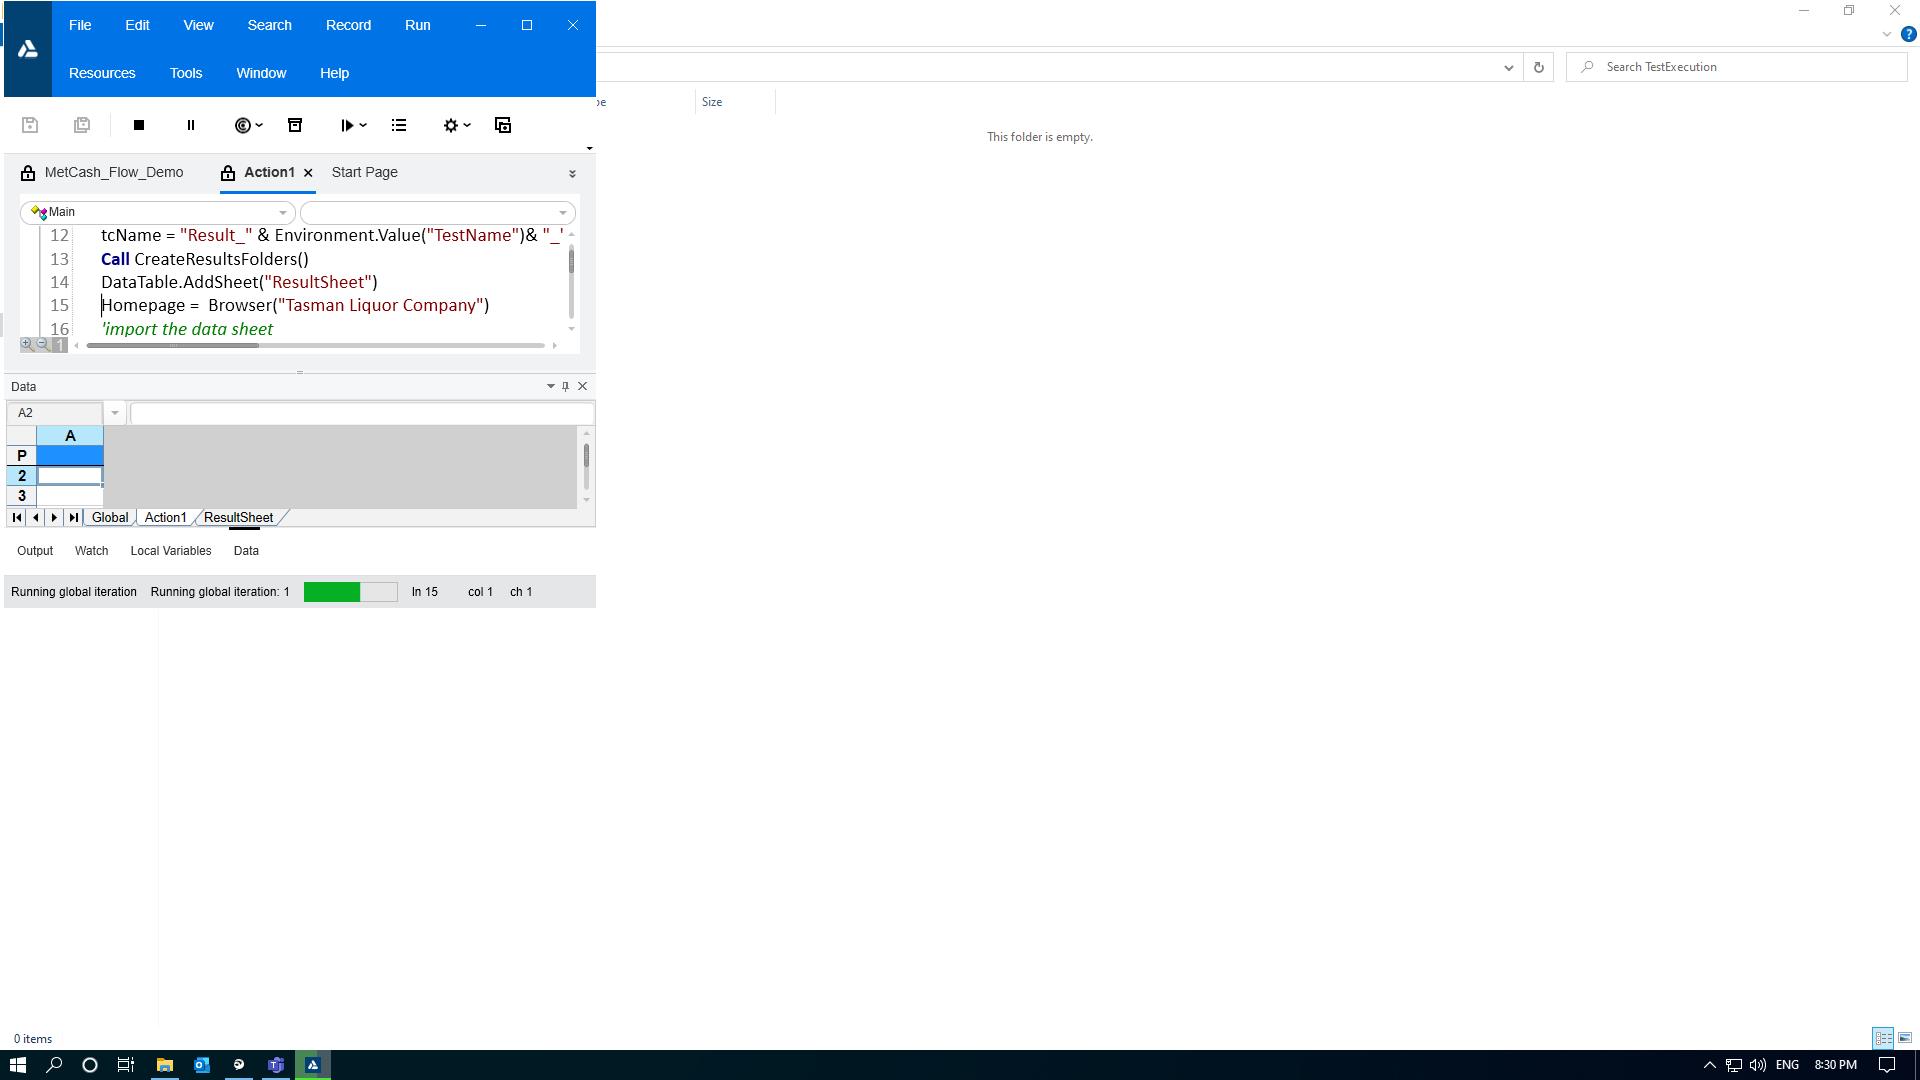 File Edit View Search Record Run
Resources Tools Window Help
Search TestExecution
pe Size
This folder is empty.
MetCash_Flow_Demo Action1 Start Page
Main
12 tcName = "Result_" & Environment.Value("TestName")& "_'
13 Call CreateResultsFolders()
14 DataTable.AddSheet("ResultSheet")
15 Homepage =  Browser("Tasman Liquor Company")
16 'import the data sheet
1
Data
A2
A
P
2
3
Global Action1 ResultSheet
Output Watch Local Variables Data
Running global iteration Running global iteration: 1 ln 15 col 1 ch 1
0 items
ENG 8:30 PM